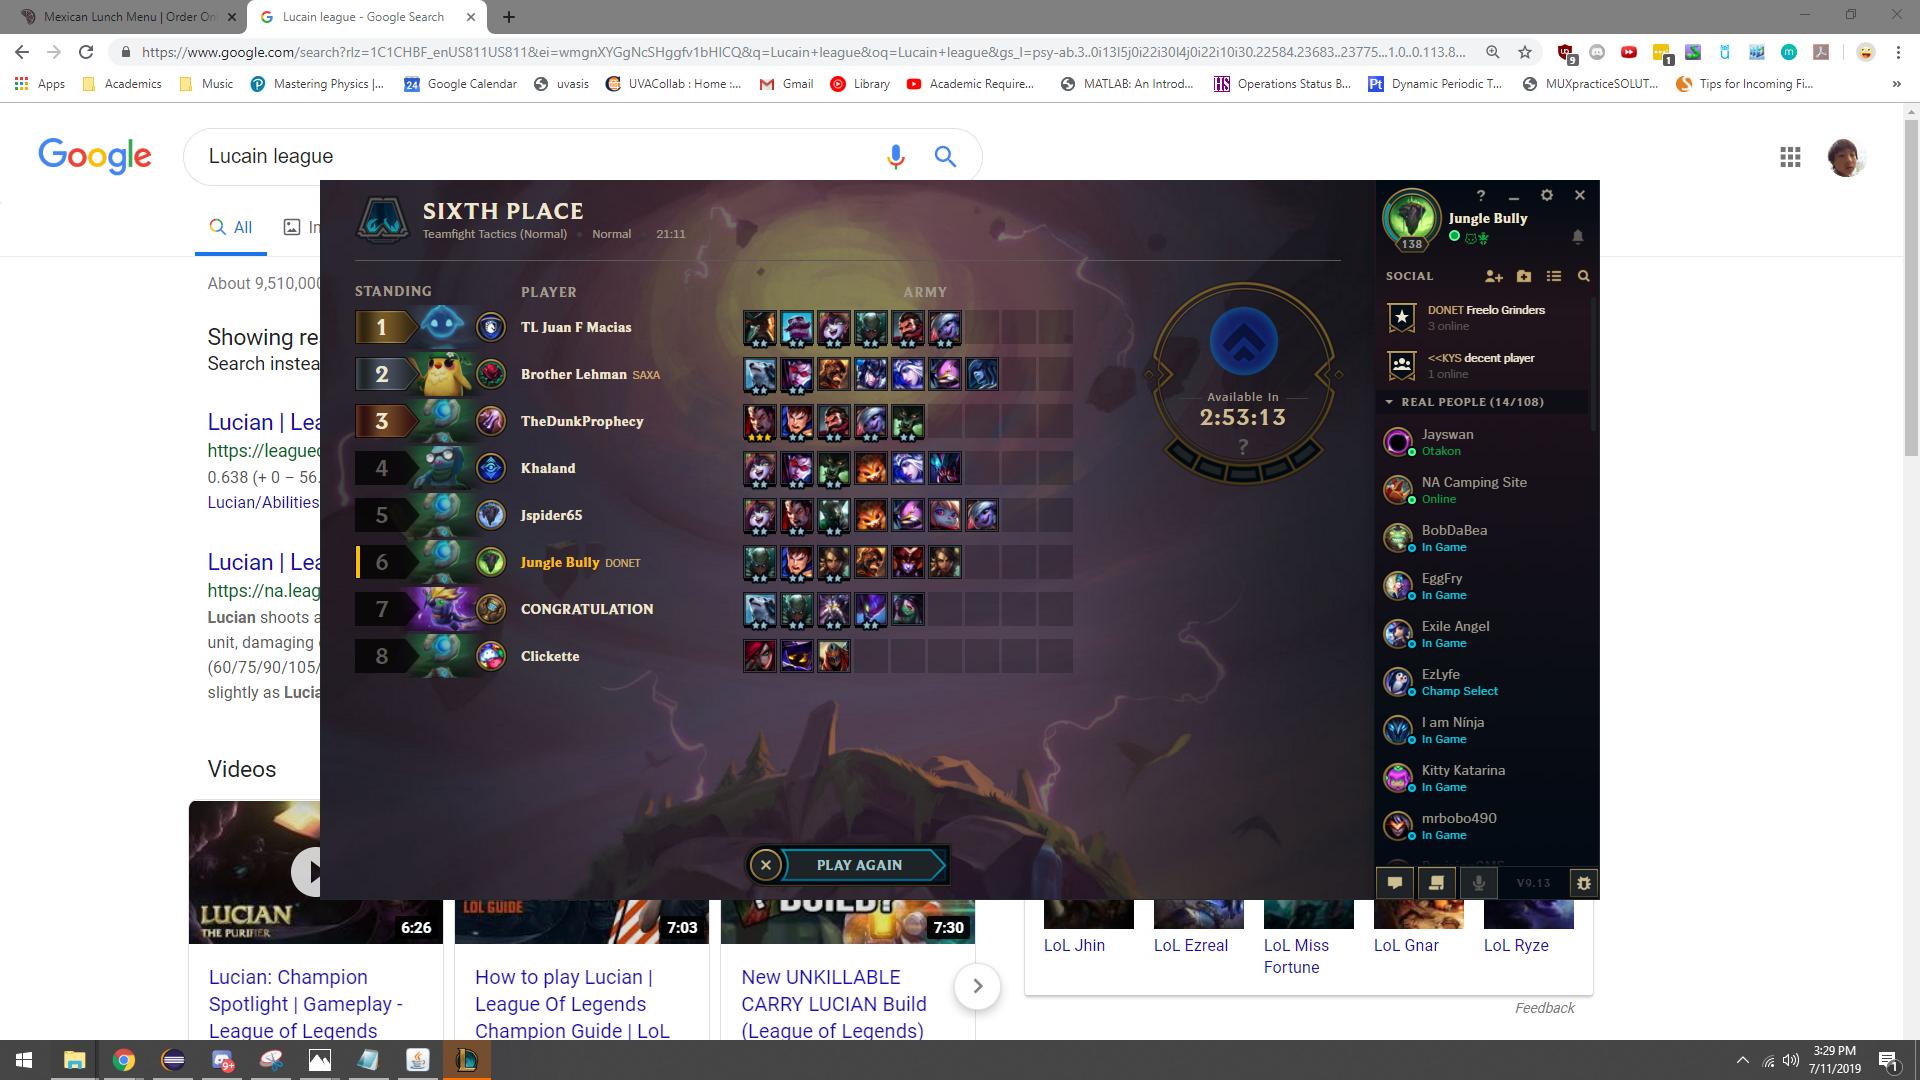 Mexican Lunch Menu | Order Onl
Lucain league - Google Search
https://www.google.com/search?rlz=1C1CHBF_enUS811US811&ei=wmgnXYGgNcSHggfv1bHICQ&q=Lucain+league&oq=Lucain+league&gs_l=psy-ab.3..0i13l5j0i22i30l4j0i22i10i30.22584.23683..23775...1.0..0.113.8...
9
1
Apps
Academics
Music
Mastering Physics |...
24
Google Calendar
uvasis
UVACollab : Home :...
Gmail
Library
Academic Require...
MATLAB: An Introd...
Operations Status B...
Pt
Dynamic Periodic T...
MUXpracticeSOLUT...
Tips for Incoming Fi...
Google
Lucain league
All
In
About 9,510,000
Showing re
Search instea
Lucian | Lea
https://leaguec
0.638 (+ 0 – 56.
Lucian/Abilities
Lucian | Lea
https://na.leag
Lucian shoots a
unit, damaging
(60/75/90/105/
slightly as Lucia
Videos
SIXTH PLACE
Teamfight Tactics (Normal)
Normal
21:11
STANDING
PLAYER
ARMY
1
TL Juan F Macias
2
Brother Lehman SAXA
3
TheDunkProphecy
4
Khaland
5
Jspider65
6
Jungle Bully DONET
7
CONGRATULATION
8
Clickette
Available In
2:53:13
?
PLAY AGAIN
?
Jungle Bully
138
SOCIAL
DONET Freelo Grinders
3 online
<<KYS decent player
1 online
REAL PEOPLE (14/108)
Jayswan
Otakon
NA Camping Site
Online
BobDaBea
In Game
EggFry
In Game
Exile Angel
In Game
EzLyfe
Champ Select
I am Nínja
In Game
Kitty Katarina
In Game
mrbobo490
In Game
V9.13
LUCIAN
THE PURIFIER
6:26
LOL GUIDE
7:03
BUILD?
7:30
Lucian: Champion
Spotlight | Gameplay -
League of Legends
How to play Lucian |
League Of Legends
Champion Guide | LoL
New UNKILLABLE
CARRY LUCIAN Build
(League of Legends)
LoL Jhin
LoL Ezreal
LoL Miss
Fortune
LoL Gnar
LoL Ryze
Feedback
9+
3:29 PM
7/11/2019
1